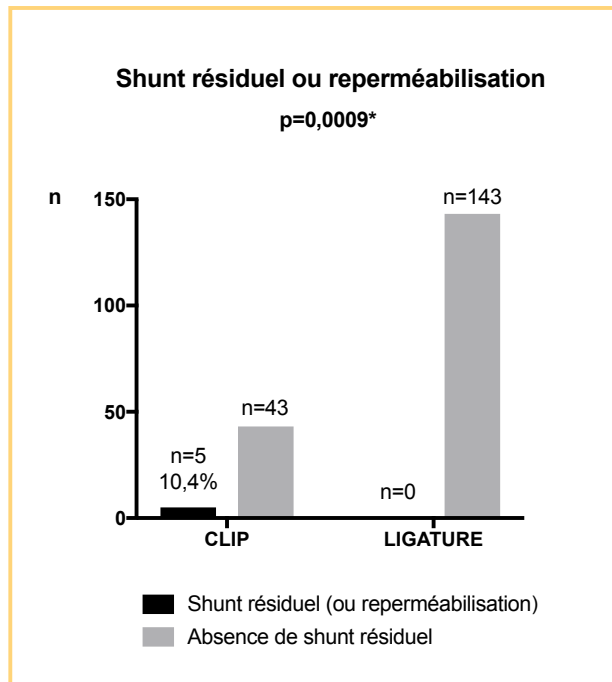 Shunt résiduel ou reperméabilisation
p=0,0009*
n
150
100
50
0
n=5
10,4%
n=43
n=0
n=143
CLIP
LIGATURE
Shunt résiduel (ou reperméabilisation)
Absence de shunt résiduel